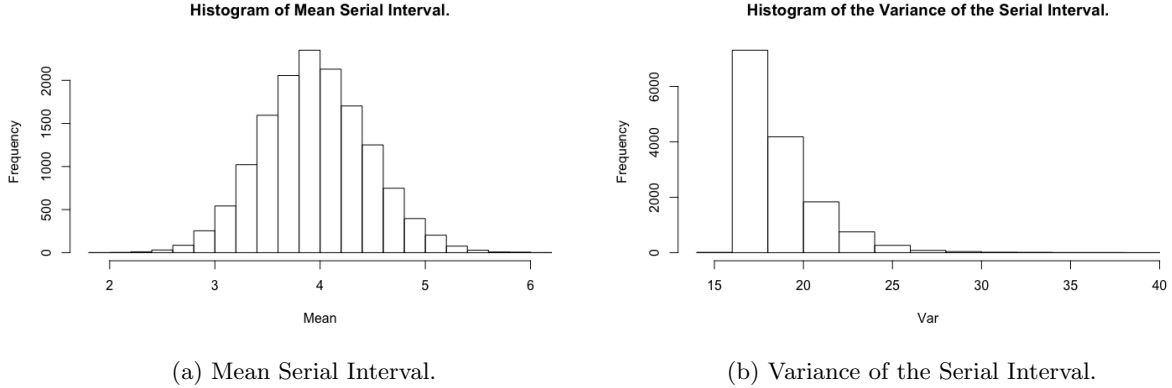 Histogram of Mean Serial Interval.
Frequency
0
500
1000
1500
2000
2
3
4
5
6
Mean
(a) Mean Serial Interval.
Histogram of the Variance of the Serial Interval.
Frequency
0
2000
4000
6000
15
20
25
30
35
40
Var
(b) Variance of the Serial Interval.